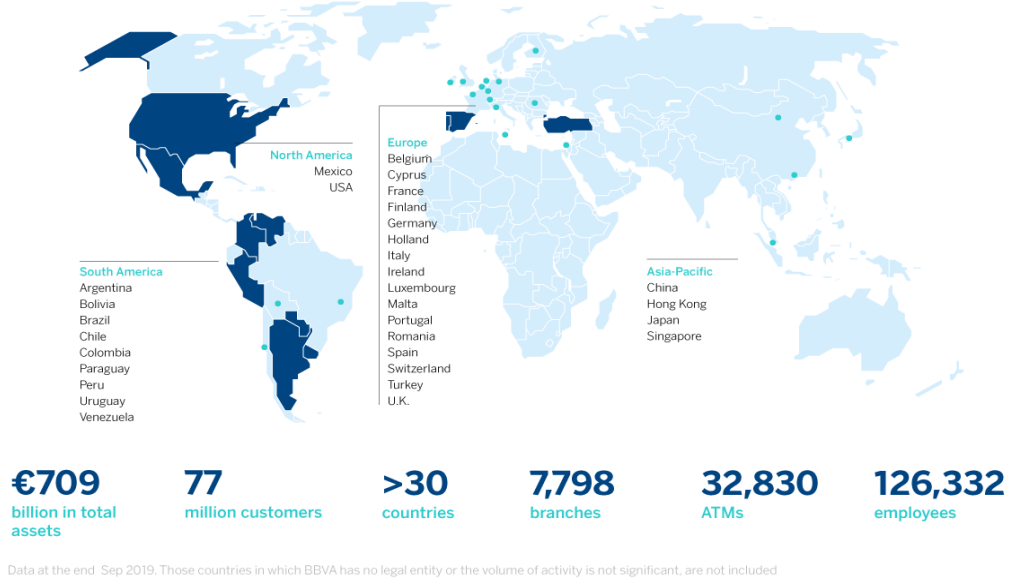 North America
Mexico
USA
South America
Argentina
Bolivia
Brazil
Chile
Colombia
Paraguay
Peru
Uruguay
Venezuela
Europe
Belgium
Cyprus
France
Finland
Germany
Holland
Italy
Ireland
Luxembourg
Malta
Portugal
Romania
Spain
Switzerland
Turkey
U.K.
Asia-Pacific
China
Hong Kong
Japan
Singapore
€709
billion in total
assets
77
million customers
>30
countries
7,798
branches
32,830
ATMs
126,332
employees
Data at the end Sep 2019. Those countries in which BBVA has no legal entity or the volume of activity is not significant, are not included